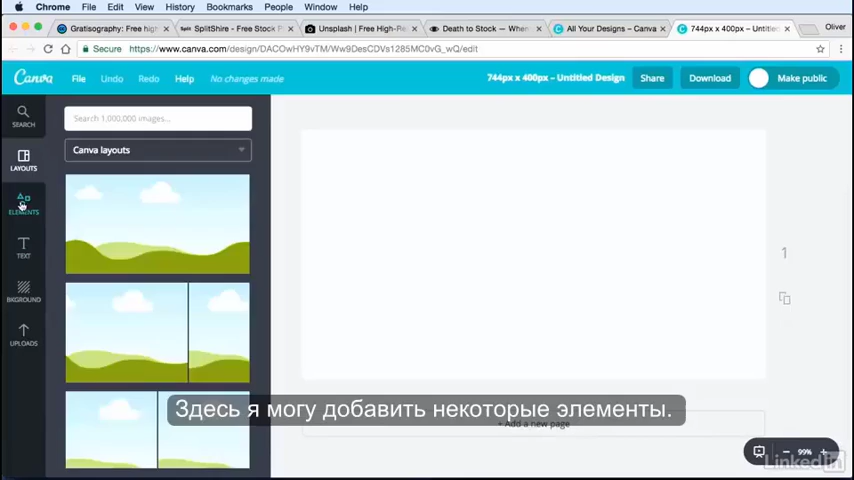 Chrome File Edit View History Bookmarks People Window Help
Gratisography: Free high SplitShire - Free Stock P Unsplash | Free High-Re Death to Stock — When All Your Designs – Canva 744px x 400px – Untitled Oliver
Secure https://www.canva.com/design/DACOwHY9vTM/Ww9DesCDVs1285MC0vG_wQ/edit
Canva File Undo Redo Help No changes made 744px x 400px – Untitled Design Share Download Make public
SEARCH
Search 1,000,000 images...
Canva layouts
LAYOUTS
ELEMENTS
TEXT
1
BKGROUND
UPLOADS
Здесь я могу добавить некоторые элементы.
+ Add a new page
99%
LinkedIn